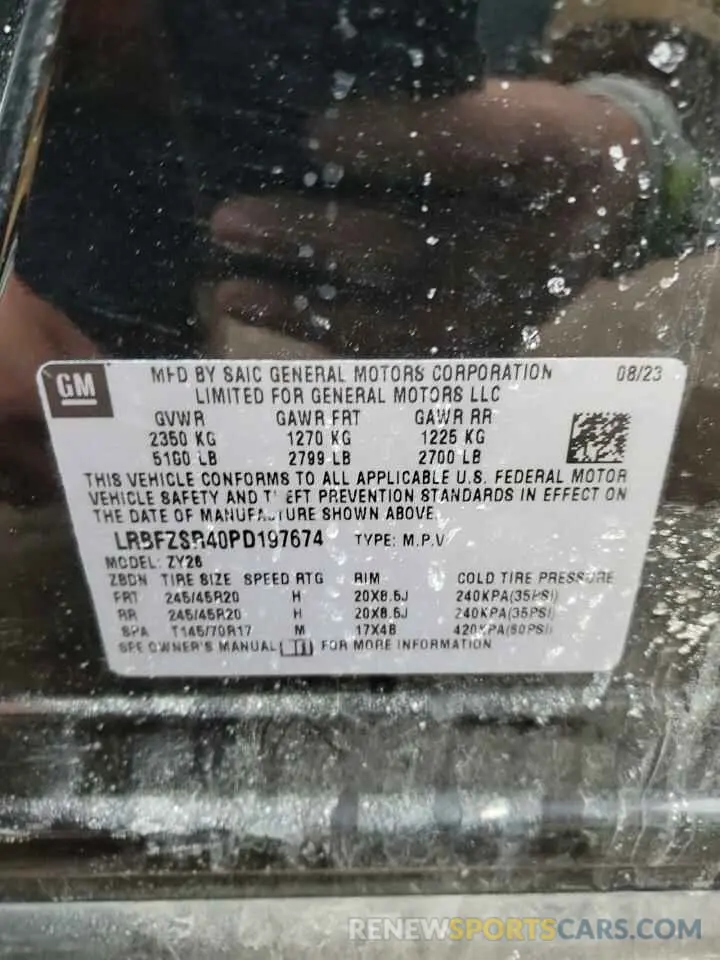 GM
MFD BY SAIC GENERAL MOTORS CORPORATION 08/23
LIMITED FOR GENERAL MOTORS LLC
GVWR GAWR FRT GAWR RR
2350 KG 1270 KG 1225 KG
5180 LB 2799 LB 2700 LB
THIS VEHICLE CONFORMS TO ALL APPLICABLE U.S. FEDERAL MOTOR
VEHICLE SAFETY AND THEFT PREVENTION STANDARDS IN EFFECT ON
THE DATE OF MANUFACTURE SHOWN ABOVE.
LRBFZSR40PD197674 TYPE: M.P.V
MODEL: ZY26
ZBDN TIRE SIZE SPEED RTG RIM COLD TIRE PRESSURE
FRT 245/45R20 H 20X8.5J 240KPA(35PSI)
RR 245/45R20 H 20X8.5J 240KPA(35PSI)
SPA T145/70R17 M 17X4B 420KPA(60PSI)
SEE OWNER'S MANUAL FOR MORE INFORMATION
RENEWSPORTSCARS.COM